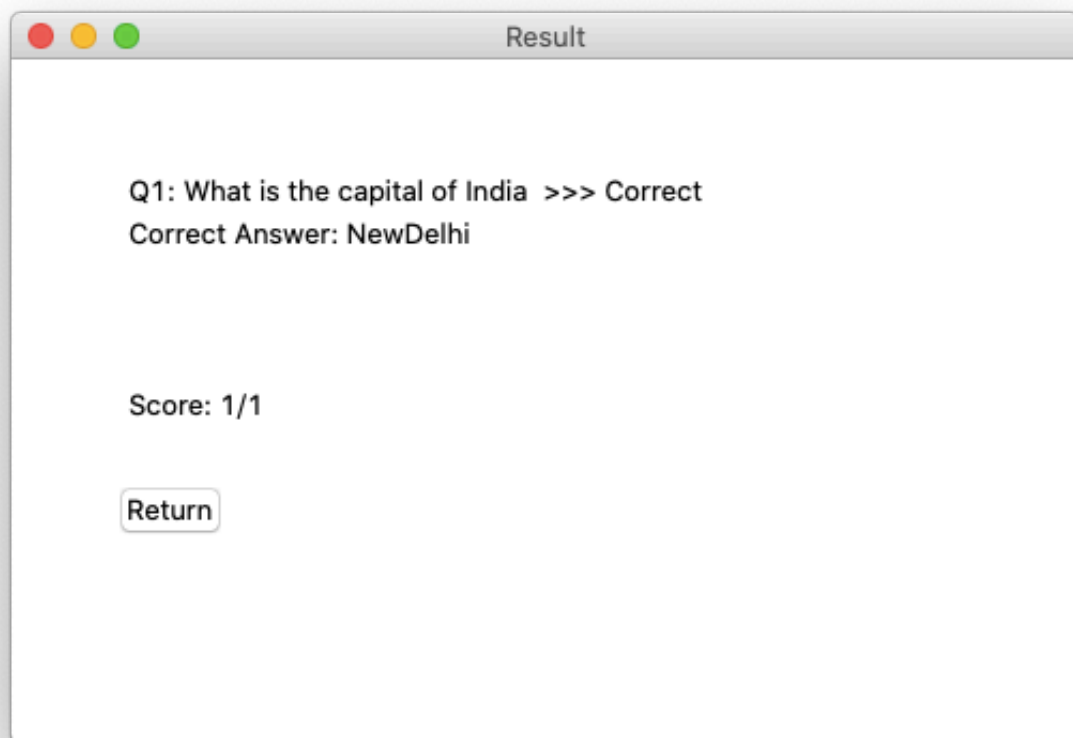 Result
Q1: What is the capital of India  >>> Correct
Correct Answer: NewDelhi
Score: 1/1
Return